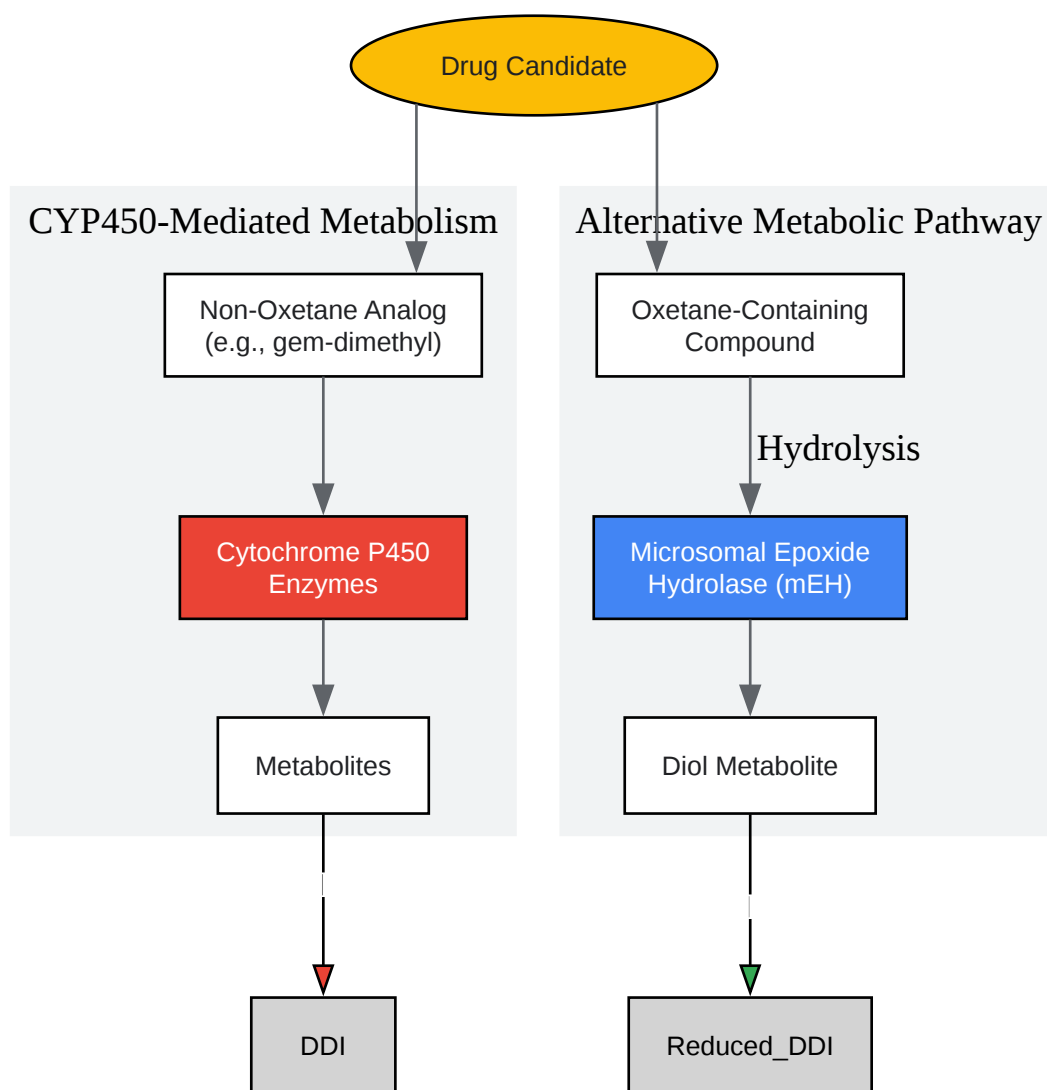 Drug Candidate
CYP450-Mediated Metabolism
Alternative Metabolic Pathway
Non-Oxetane Analog
(e.g., gem-dimethyl)
Oxetane-Containing
Compound
Hydrolysis
Cytochrome P450
Enzymes
Microsomal Epoxide
Hydrolase (mEH)
Metabolites
Diol Metabolite
DDI
Reduced_DDI